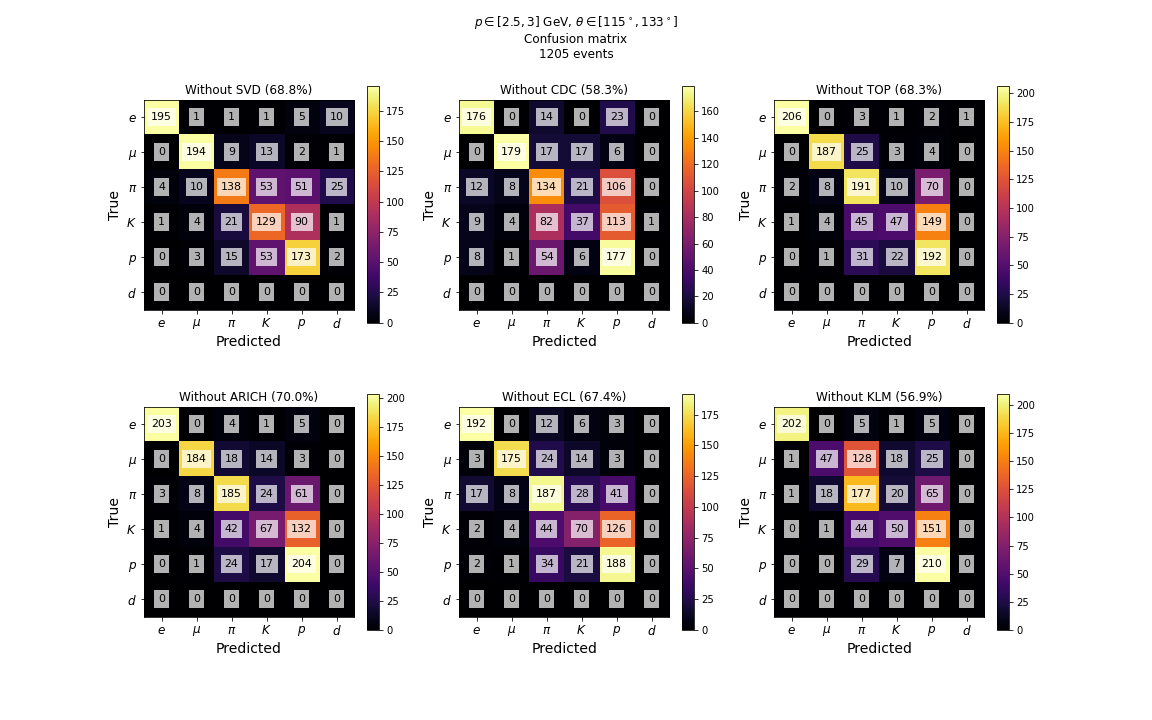 p ∈ [2.5, 3] GeV, θ ∈ [115°, 133°]
Confusion matrix
1205 events
Without SVD (68.8%)
e 195 1 1 1 5 10
μ 0 194 9 13 2 1
π 4 10 138 53 51 25
K 1 4 21 129 90 1
p 0 3 15 53 173 2
d 0 0 0 0 0 0
e μ π K p d
True
Predicted
175
150
125
100
75
50
25
0
Without CDC (58.3%)
e 176 0 14 0 23 0
μ 0 179 17 17 6 0
π 12 8 134 21 106 0
K 9 4 82 37 113 1
p 8 1 54 6 177 0
d 0 0 0 0 0 0
e μ π K p d
True
Predicted
160
140
120
100
80
60
40
20
0
Without TOP (68.3%)
e 206 0 3 1 2 1
μ 0 187 25 3 4 0
π 2 8 191 10 70 0
K 1 4 45 47 149 0
p 0 1 31 22 192 0
d 0 0 0 0 0 0
e μ π K p d
True
Predicted
200
175
150
125
100
75
50
25
0
Without ARICH (70.0%)
e 203 0 4 1 5 0
μ 0 184 18 14 3 0
π 3 8 185 24 61 0
K 1 4 42 67 132 0
p 0 1 24 17 204 0
d 0 0 0 0 0 0
e μ π K p d
True
Predicted
200
175
150
125
100
75
50
25
0
Without ECL (67.4%)
e 192 0 12 6 3 0
μ 3 175 24 14 3 0
π 17 8 187 28 41 0
K 2 4 44 70 126 0
p 2 1 34 21 188 0
d 0 0 0 0 0 0
e μ π K p d
True
Predicted
175
150
125
100
75
50
25
0
Without KLM (56.9%)
e 202 0 5 1 5 0
μ 1 47 128 18 25 0
π 1 18 177 20 65 0
K 0 1 44 50 151 0
p 0 0 29 7 210 0
d 0 0 0 0 0 0
e μ π K p d
True
Predicted
200
175
150
125
100
75
50
25
0